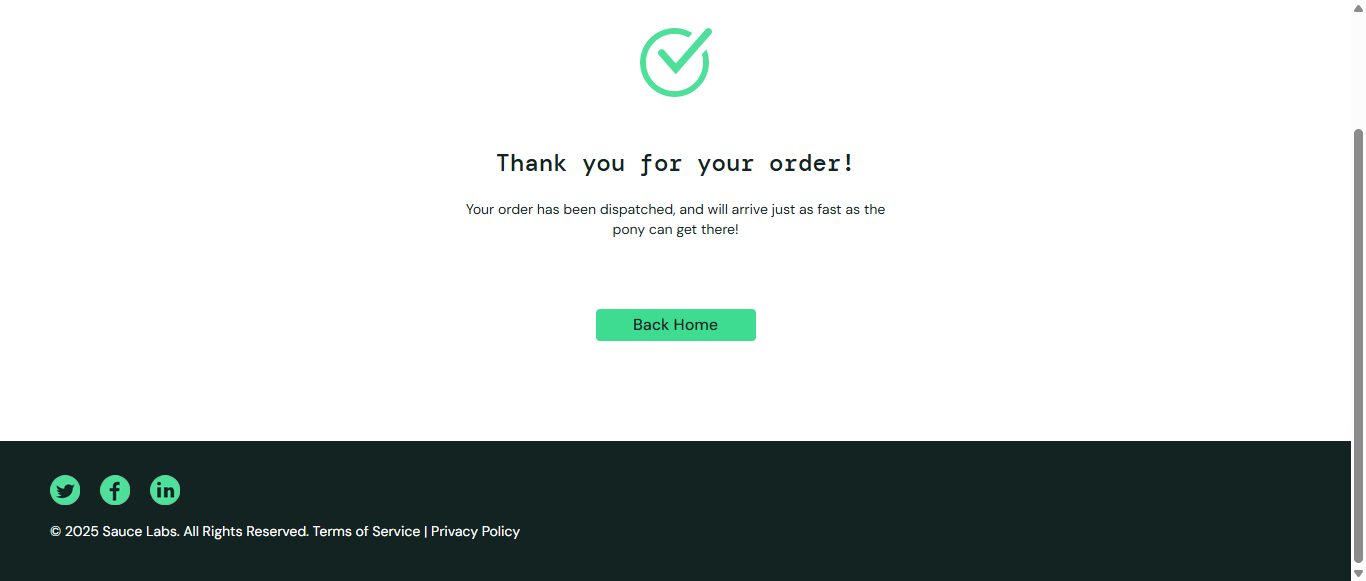 Thank you for your order!
Your order has been dispatched, and will arrive just as fast as the
pony can get there!
Back Home
© 2025 Sauce Labs. All Rights Reserved. Terms of Service | Privacy Policy